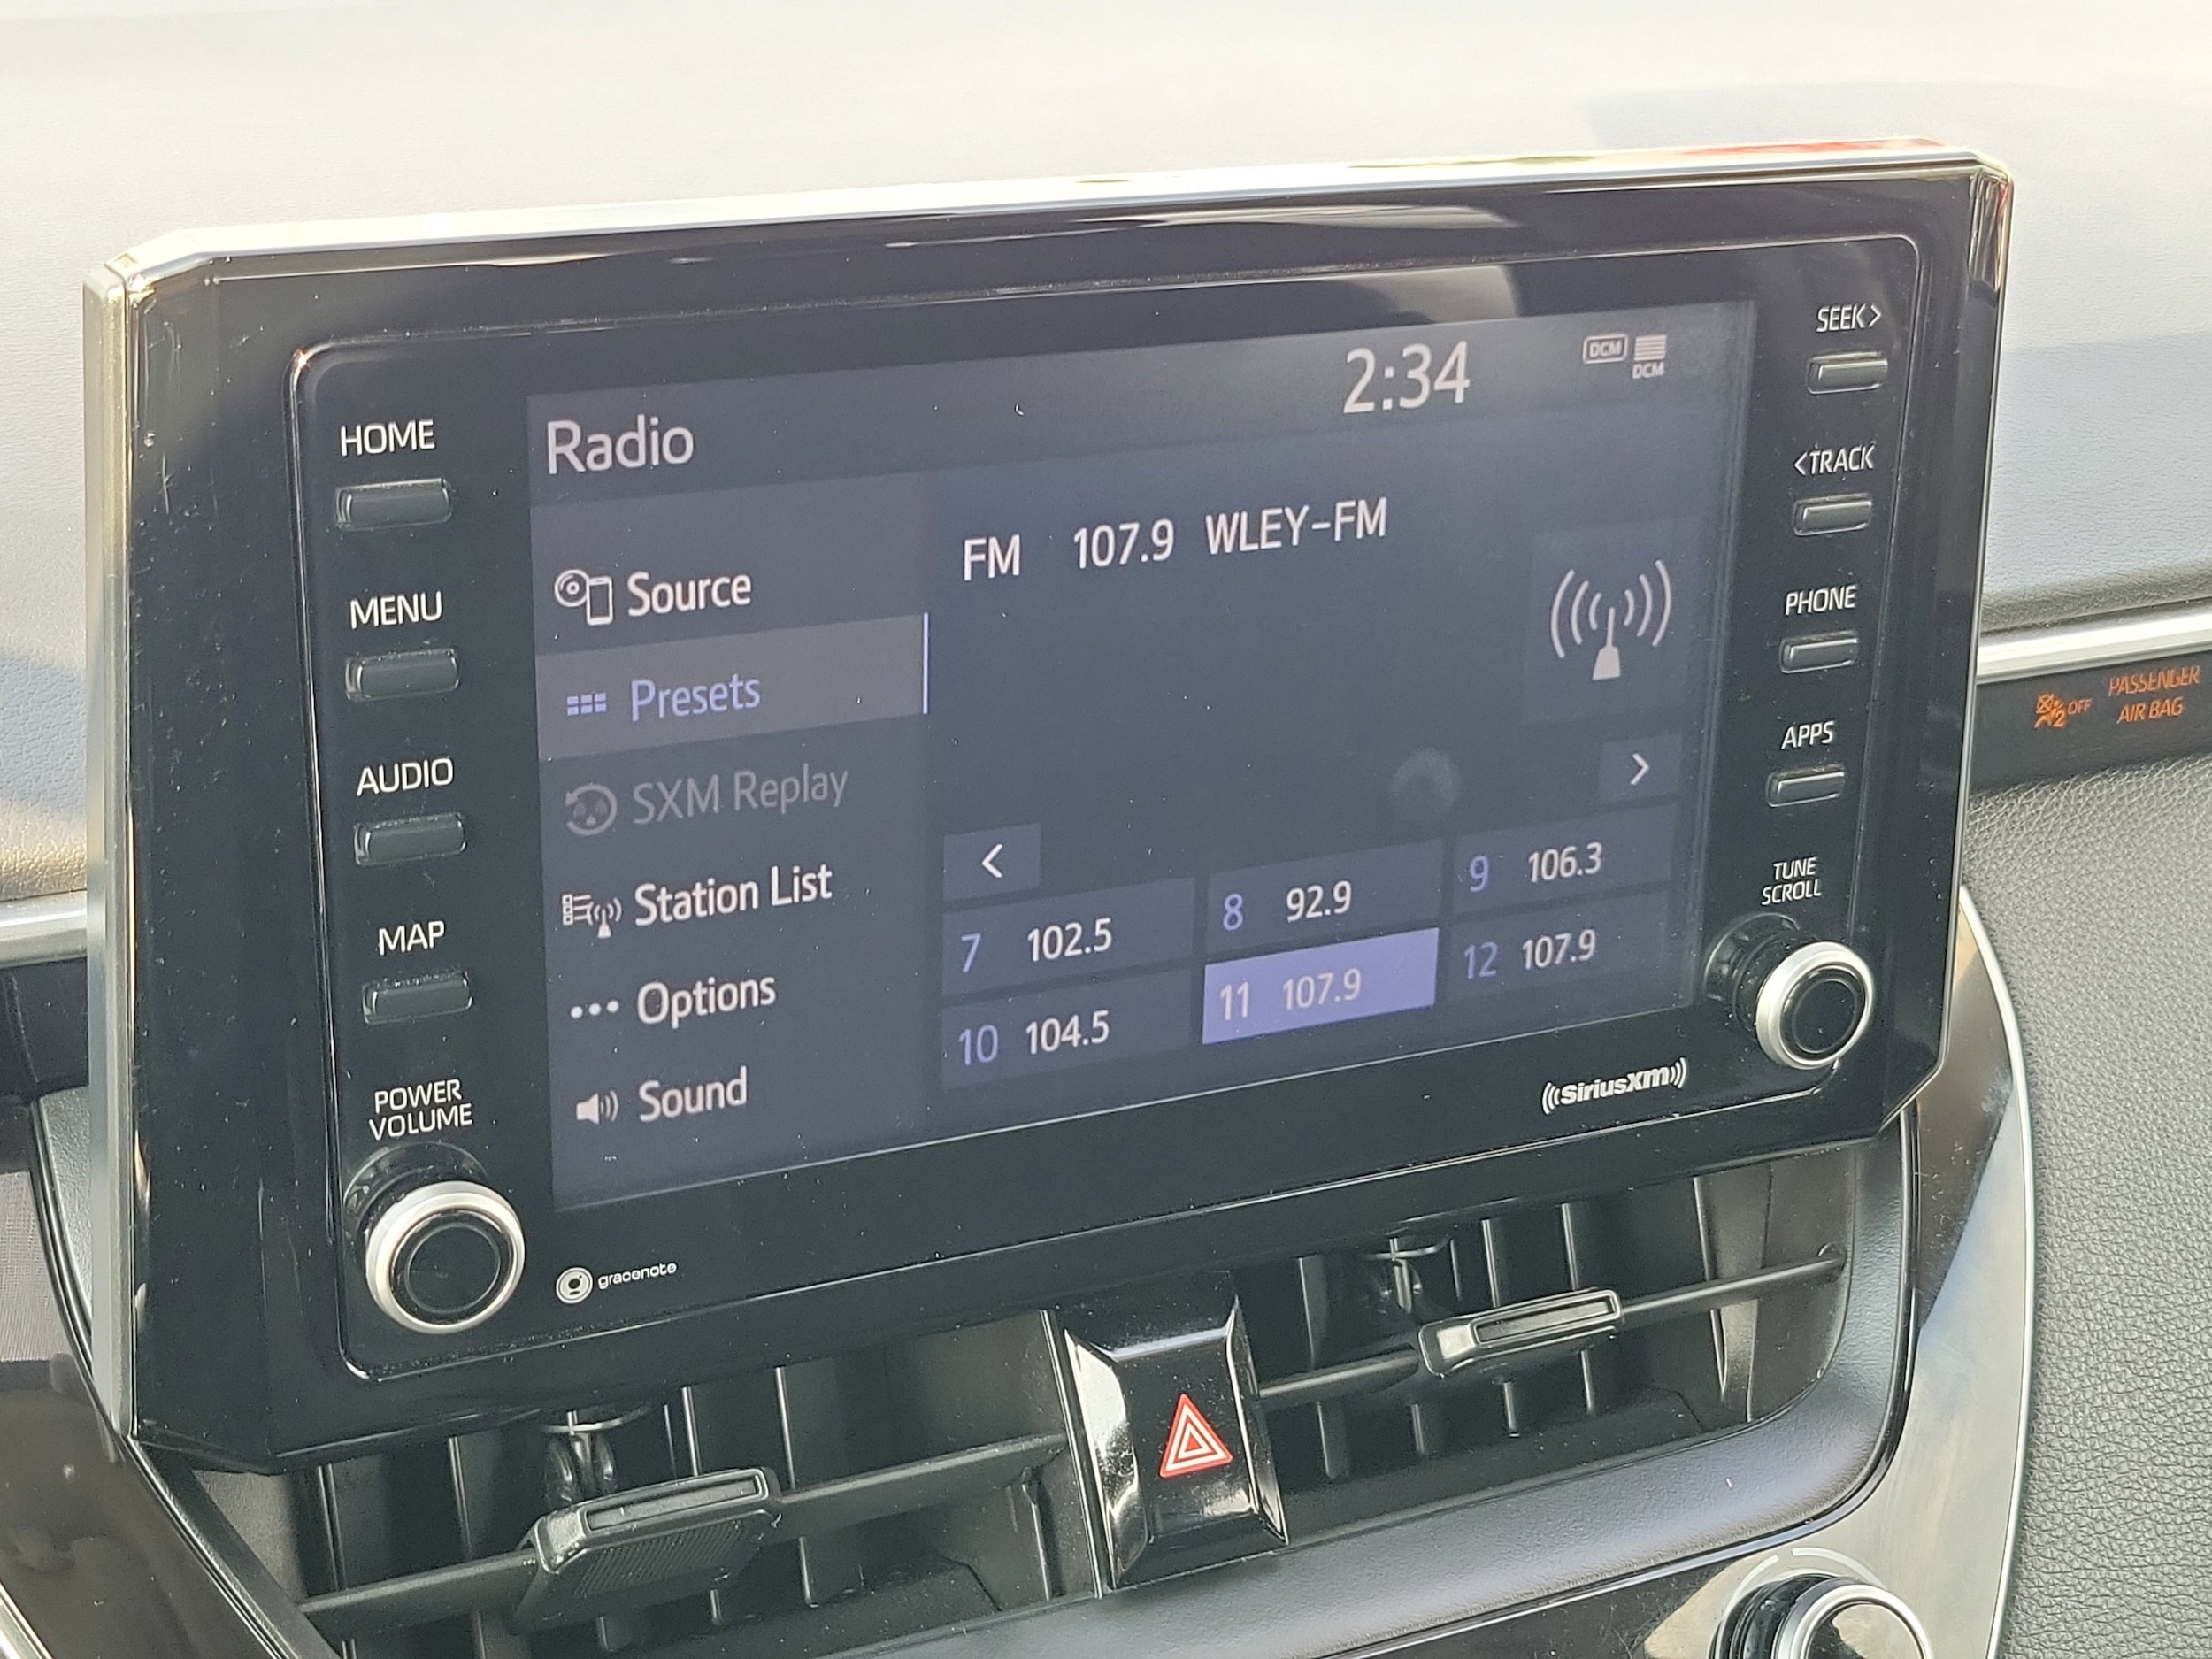 SEEK>
2:34
DCM
DCM
Radio
HOME
<TRACK
FM 107.9 WLEY-FM
Source
MENU
PHONE
PASSENGER
OFF AIR BAG
2
Presets
APPS
AUDIO
SXM Replay
>
<
Station List
7 102.5
8 92.9
9 106.3
TUNE
SCROLL
MAP
Options
10 104.5
11 107.9
12 107.9
Sound
POWER
VOLUME
SiriusXM
gracenote